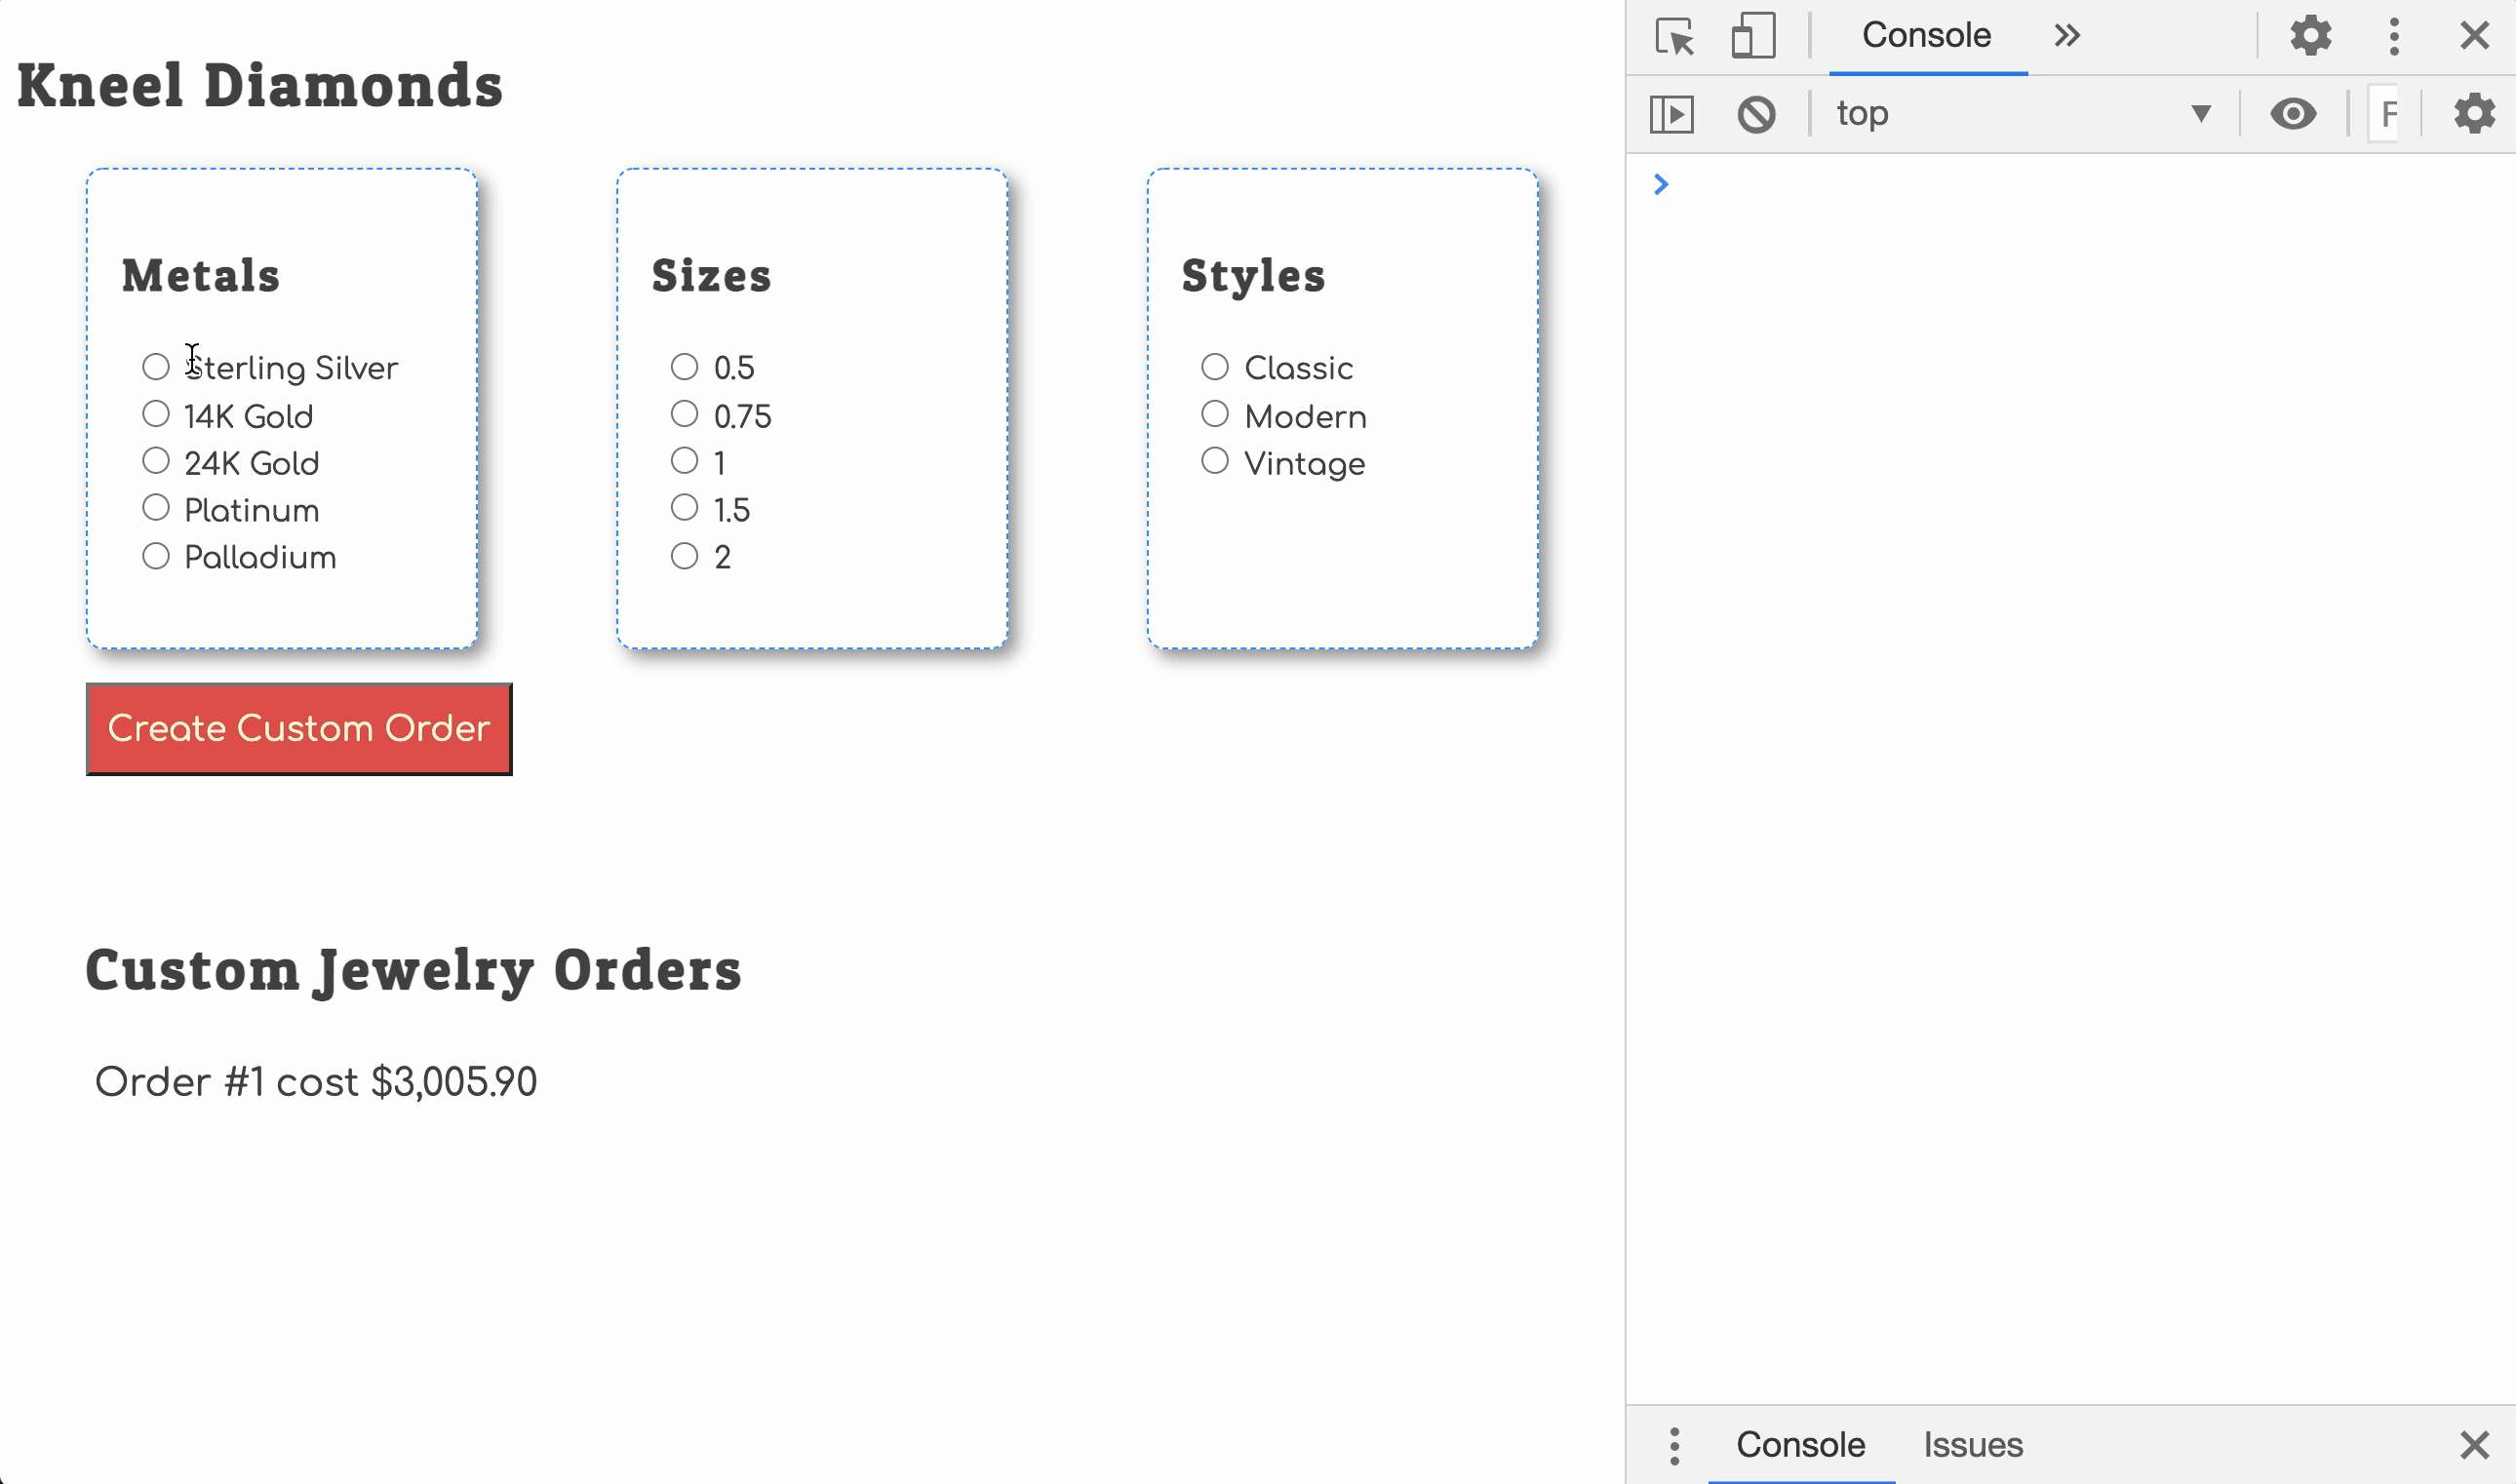 Kneel Diamonds
Metals
Sterling Silver
14K Gold
24K Gold
Platinum
Palladium
Sizes
0.5
0.75
1
1.5
2
Styles
Classic
Modern
Vintage
Create Custom Order
Custom Jewelry Orders
Order #1 cost $3,005.90
Console
top
F
Console Issues